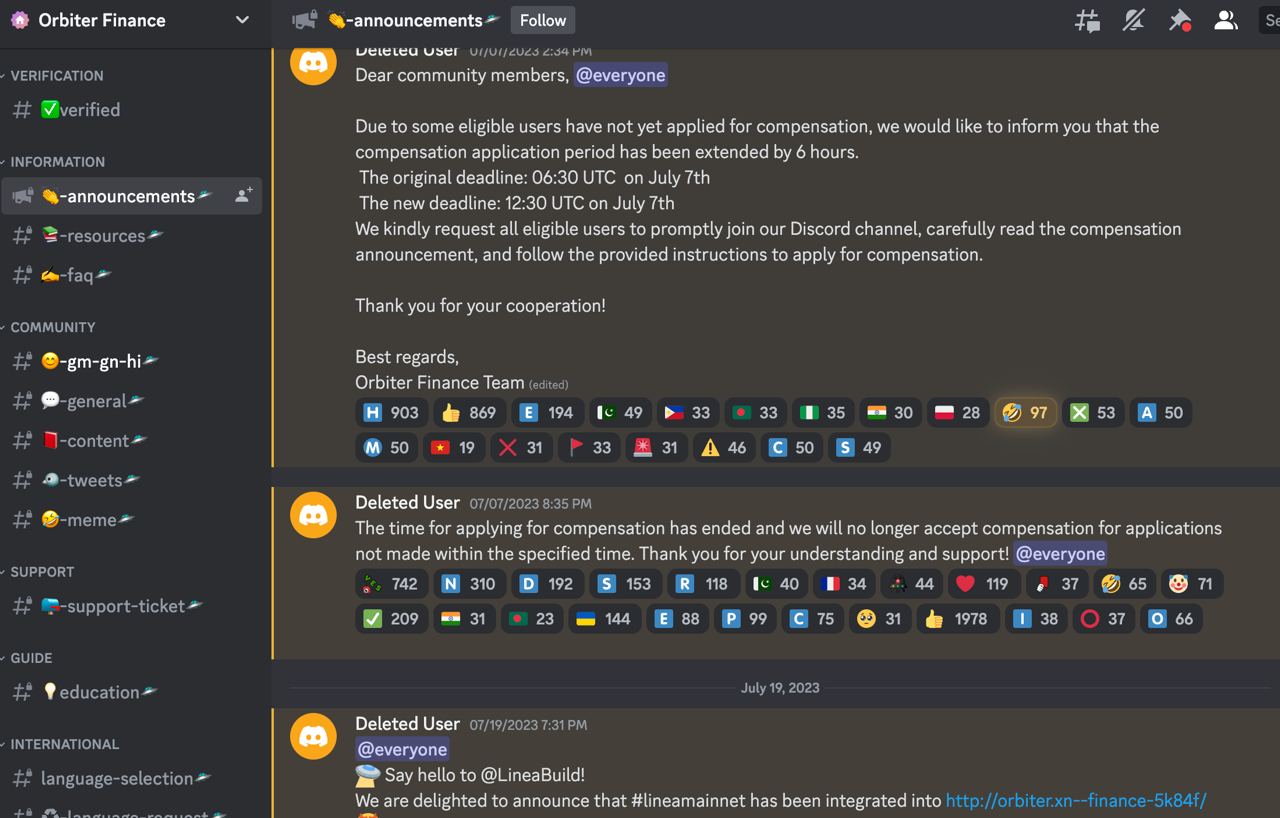 Orbiter Finance
VERIFICATION
✅verified
INFORMATION
👏-announcements🛸
📚-resources🛸
✍-faq🛸
COMMUNITY
😊-gm-gn-hi🛸
💬-general🛸
📕-content🛸
🐦-tweets🛸
🤣-meme🛸
SUPPORT
📪-support-ticket🛸
GUIDE
💡education🛸
INTERNATIONAL
language-selection🛸
♻-language-request🛸
👏-announcements🛸 Follow
Deleted User 07/07/2023 2:34 PM
Dear community members, @everyone
Due to some eligible users have not yet applied for compensation, we would like to inform you that the
compensation application period has been extended by 6 hours.
The original deadline: 06:30 UTC on July 7th
The new deadline: 12:30 UTC on July 7th
We kindly request all eligible users to promptly join our Discord channel, carefully read the compensation
announcement, and follow the provided instructions to apply for compensation.
Thank you for your cooperation!
Best regards,
Orbiter Finance Team (edited)
H 903 👍 869 E 194 🇵🇰 49 🇵🇭 33 🇧🇩 33 🇳🇬 35 🇮🇳 30 🇵🇱 28 🤣 97 ❎ 53 A 50
Ⓜ 50 🇻🇳 19 ❌ 31 🚩 33 🚨 31 ⚠ 46 C 50 S 49
Deleted User 07/07/2023 8:35 PM
The time for applying for compensation has ended and we will no longer accept compensation for applications
not made within the specified time. Thank you for your understanding and support! @everyone
742 N 310 D 192 S 153 R 118 🇵🇰 40 🇫🇷 34 44 ❤ 119 37 🤣 65 🤡 71
✅ 209 🇮🇳 31 🇧🇩 23 🇺🇦 144 E 88 P 99 C 75 🥺 31 👍 1978 I 38 ⭕ 37 O 66
July 19, 2023
Deleted User 07/19/2023 7:31 PM
@everyone
Say hello to @LineaBuild!
We are delighted to announce that #lineamainnet has been integrated into http://orbiter.xn--finance-5k84f/